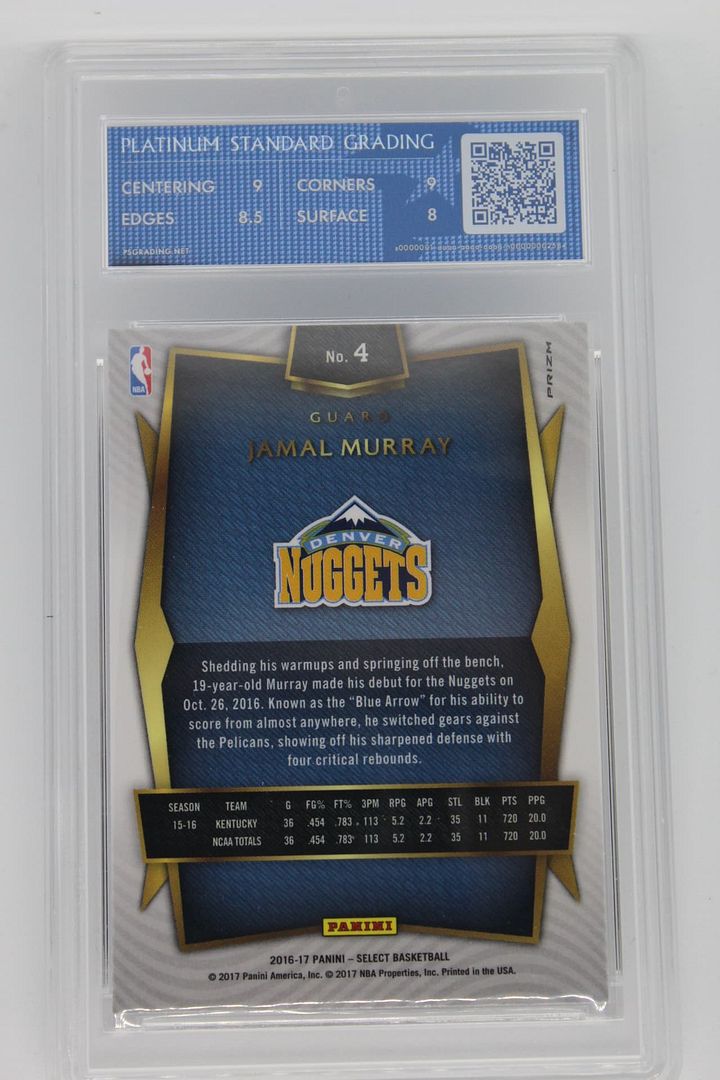 PLATINUM STANDARD GRADING
CENTERING 9 CORNERS 9
EDGES 8.5 SURFACE 8
PSGRADING.NET
NBA
No. 4
PRIZM
GUARD
JAMAL MURRAY
DENVER
NUGGETS
Shedding his warmups and springing off the bench,
19-year-old Murray made his debut for the Nuggets on
Oct. 26, 2016. Known as the “Blue Arrow” for his ability to
score from almost anywhere, he switched gears against
the Pelicans, showing off his sharpened defense with
four critical rebounds.
SEASON TEAM G FG% FT% 3PM RPG APG STL BLK PTS PPG
15-16 KENTUCKY 36 .454 .783 113 5.2 2.2 35 11 720 20.0
NCAA TOTALS 36 .454 .783 113 5.2 2.2 35 11 720 20.0
PANINI
2016-17 PANINI – SELECT BASKETBALL
© 2017 Panini America, Inc. © 2017 NBA Properties, Inc. Printed in the USA.